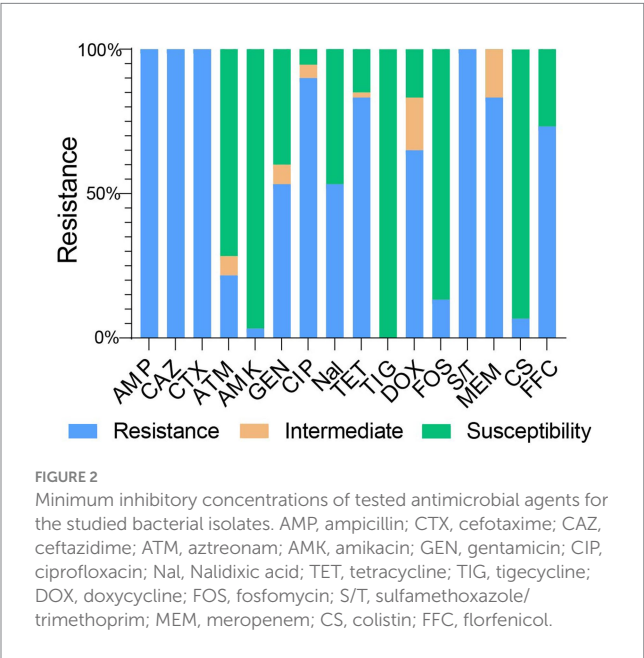 100%
50%
0%
Resistance
AMP CAZ CTX ATM AMK GEN CIP Nal TET TIG DOX FOS S/T MEM CS FFC
Resistance Intermediate Susceptibility
FIGURE 2
Minimum inhibitory concentrations of tested antimicrobial agents for
the studied bacterial isolates. AMP, ampicillin; CTX, cefotaxime; CAZ,
ceftazidime; ATM, aztreonam; AMK, amikacin; GEN, gentamicin; CIP,
ciprofloxacin; Nal, Nalidixic acid; TET, tetracycline; TIG, tigecycline;
DOX, doxycycline; FOS, fosfomycin; S/T, sulfamethoxazole/
trimethoprim; MEM, meropenem; CS, colistin; FFC, florfenicol.